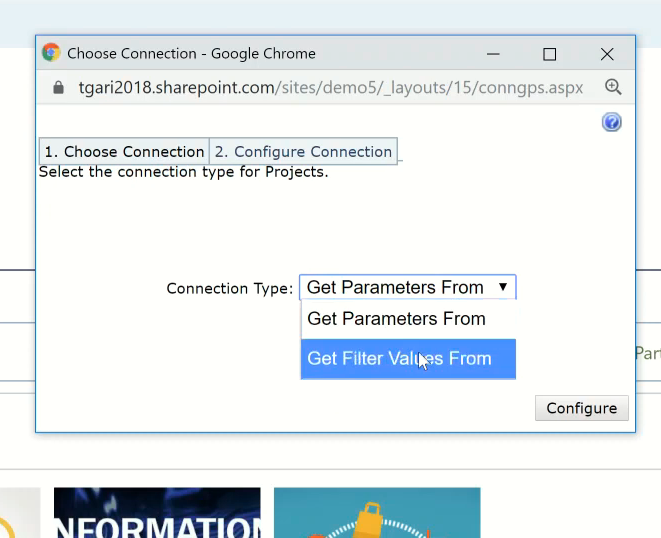 Choose Connection - Google Chrome
tgari2018.sharepoint.com/sites/demo5/_layouts/15/conngps.aspx
1. Choose Connection 2. Configure Connection
Select the connection type for Projects.
Connection Type: Get Parameters From
Get Parameters From
Get Filter Values From
Part
Configure
NFORMATION